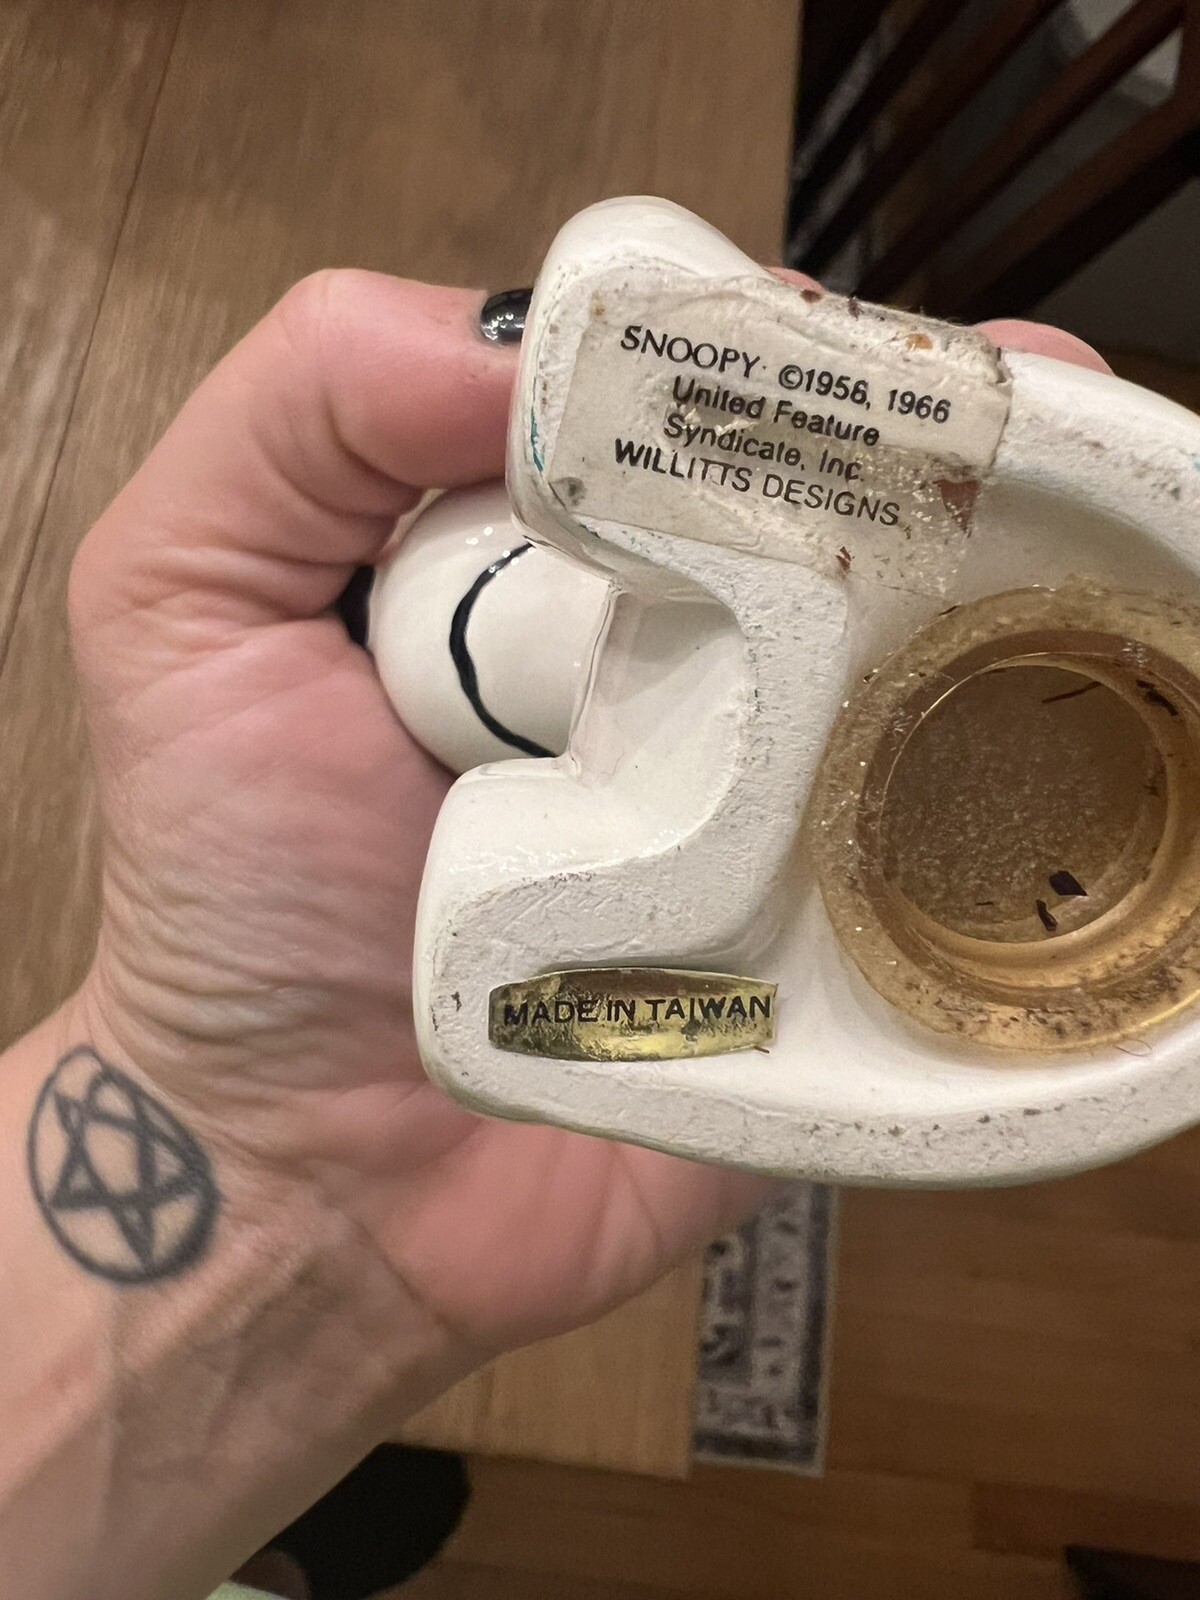 SNOOPY ©1956, 1966
United Feature
Syndicate, Inc.
WILLITTS DESIGNS
MADE IN TAIWAN